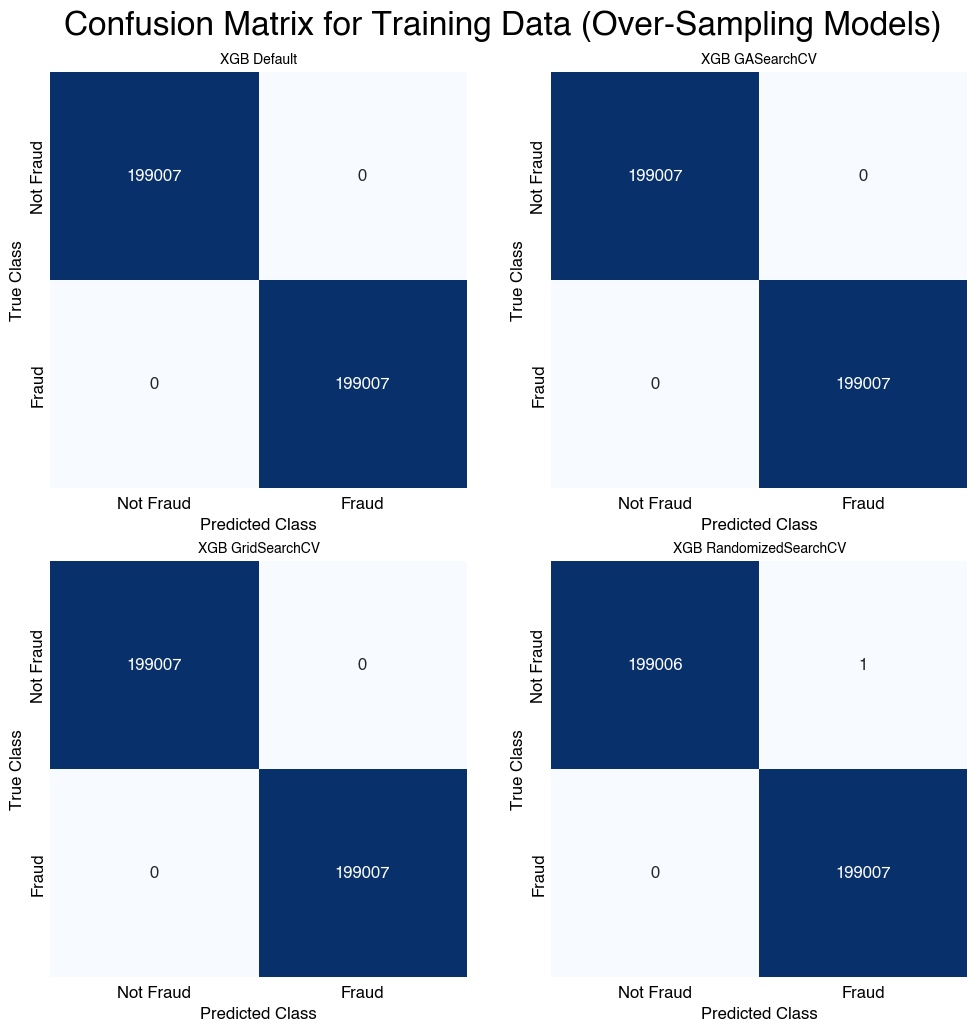 Confusion Matrix for Training Data (Over-Sampling Models)
XGB Default
True Class
Not Fraud
199007
0
Fraud
0
199007
Not Fraud
Fraud
Predicted Class
XGB GASearchCV
True Class
Not Fraud
199007
0
Fraud
0
199007
Not Fraud
Fraud
Predicted Class
XGB GridSearchCV
True Class
Not Fraud
199007
0
Fraud
0
199007
Not Fraud
Fraud
Predicted Class
XGB RandomizedSearchCV
True Class
Not Fraud
199006
1
Fraud
0
199007
Not Fraud
Fraud
Predicted Class